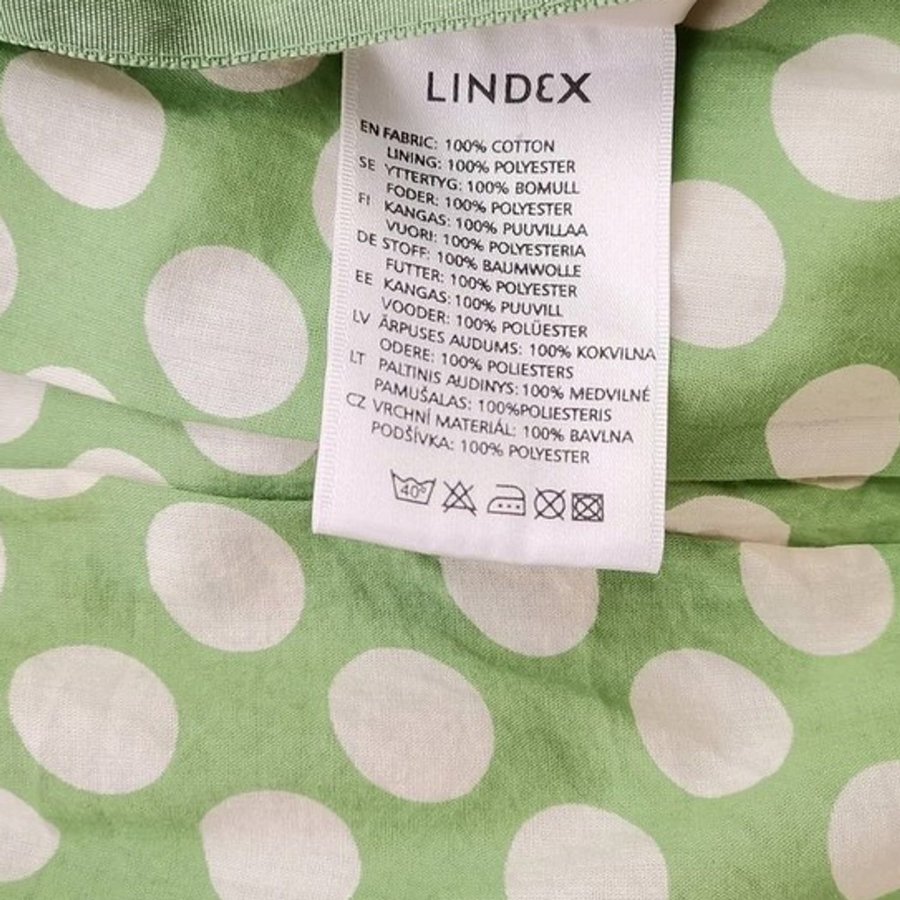 LINDEX
EN FABRIC: 100% COTTON
LINING: 100% POLYESTER
SE YTTERTYG: 100% BOMULL
FODER: 100% POLYESTER
FI KANGAS: 100% PUUVILLAA
VUORI: 100% POLYESTERIA
DE STOFF: 100% BAUMWOLLE
FUTTER: 100% POLYESTER
EE KANGAS: 100% PUUVILL
VOODER: 100% POLÜESTER
LV ĀRPUSES AUDUMS: 100% KOKVILNA
ODERE: 100% POLIESTERS
LT PALTINIS AUDINYS: 100% MEDVILNĖ
PAMUŠALAS: 100%POLIESTERIS
CZ VRCHNÍ MATERIÁL: 100% BAVLNA
PODŠÍVKA: 100% POLYESTER
40°